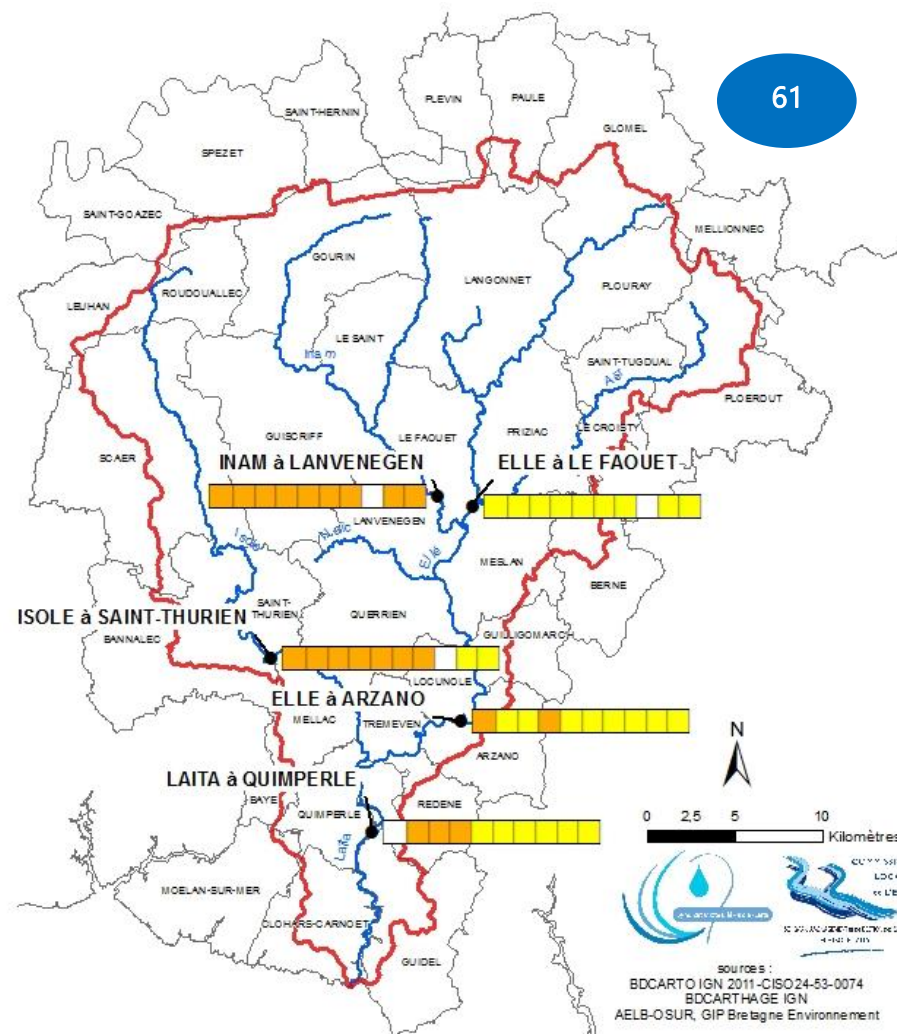 61
PLEVIN
PAULE
SAINT-HERNIN
GLOMEL
SPEZET
SAINT-GOAZEC
MELLIONNEC
GOURIN
LANGONNET
PLOURAY
LEUHAN
ROUDOUALLEC
LE SAINT
Inam
SAINT-TUGDUAL
Aër
PLOERDUT
SCAER
GUISCRIFF
LE FAOUET
PRIZIAC
LE CROISTY
INAM à LANVENEGEN
ELLE à LE FAOUET
LANVENEGEN
Isole
Naïc
Ellé
MESLAN
BERNE
SAINT-
THURIEN
QUERRIEN
ISOLE à SAINT-THURIEN
BANNALEC
GUILLIGOMARCH
LOCUNOLE
ELLE à ARZANO
MELLAC
TREMEVEN
ARZANO
LAITA à QUIMPERLE
BAYE
QUIMPERLE
REDENE
Laïta
N
0 2,5 5 10
Kilomètres
MOELAN-SUR-MER
CLOHARS-CARNOET
GUIDEL
sources :
BDCARTO IGN 2011-CISO24-53-0074
BDCARTHAGE IGN
AELB-OSUR, GIP Bretagne Environnement